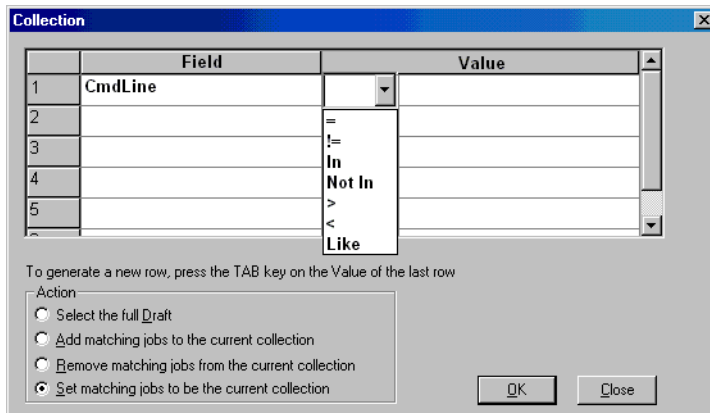 Collection
Field Value
1 CmdLine
2
=
!=
3
In
4
Not In
>
5
<
Like
To generate a new row, press the TAB key on the Value of the last row
Action
Select the full Draft
Add matching jobs to the current collection
Remove matching jobs from the current collection
Set matching jobs to be the current collection
OK Close